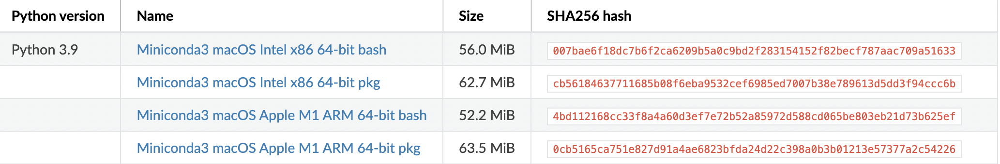 Python version Name Size SHA256 hash
Python 3.9 Miniconda3 macOS Intel x86 64-bit bash 56.0 MiB 007bae6f18dc7b6f2ca6209b5a0c9bd2f283154152f82becf787aac709a51633
Miniconda3 macOS Intel x86 64-bit pkg 62.7 MiB cb56184637711685b08f6eba9532cef6985ed7007b38e789613d5dd3f94ccc6b
Miniconda3 macOS Apple M1 ARM 64-bit bash 52.2 MiB 4bd112168cc33f8a4a60d3ef7e72b52a85972d588cd065be803eb21d73b625ef
Miniconda3 macOS Apple M1 ARM 64-bit pkg 63.5 MiB 0cb5165ca751e827d91a4ae6823bfda24d22c398a0b3b01213e57377a2c54226